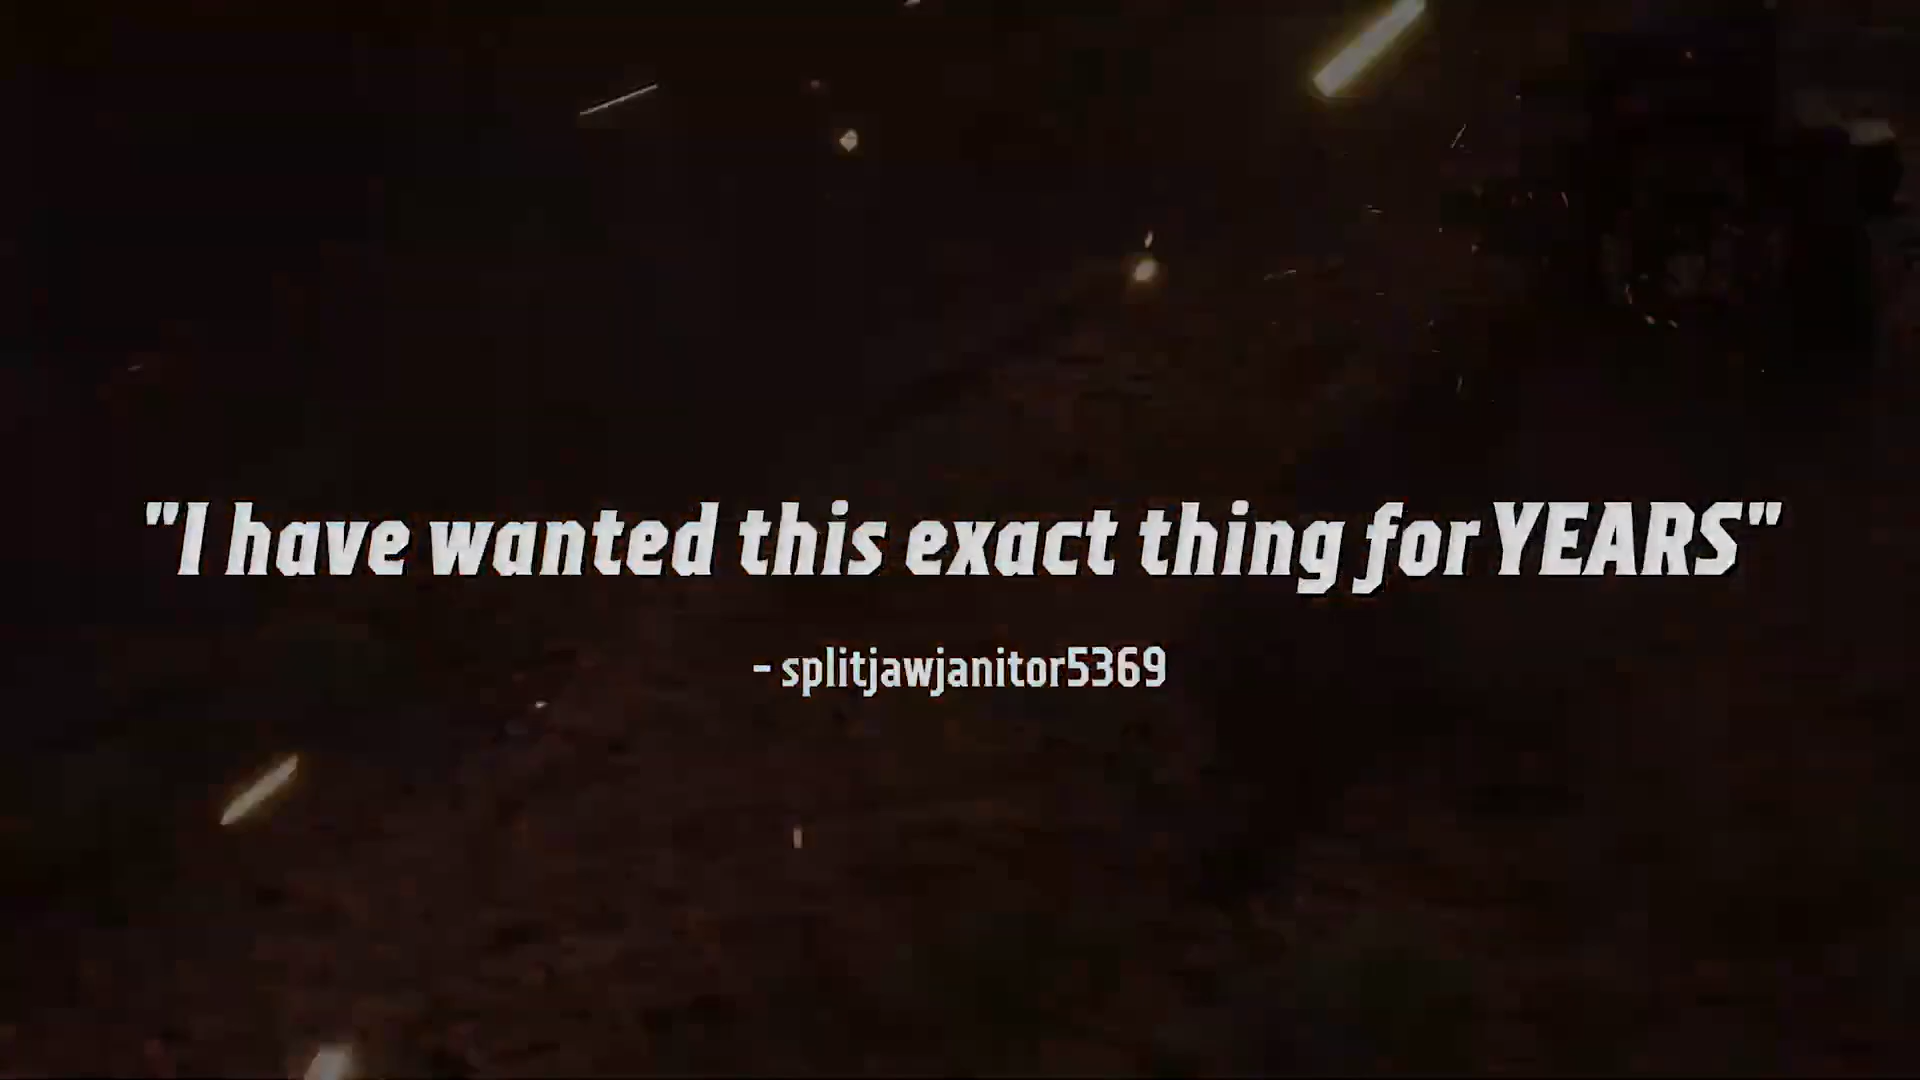 "I have wanted this exact thing for YEARS"
- splitjawjanitor5369